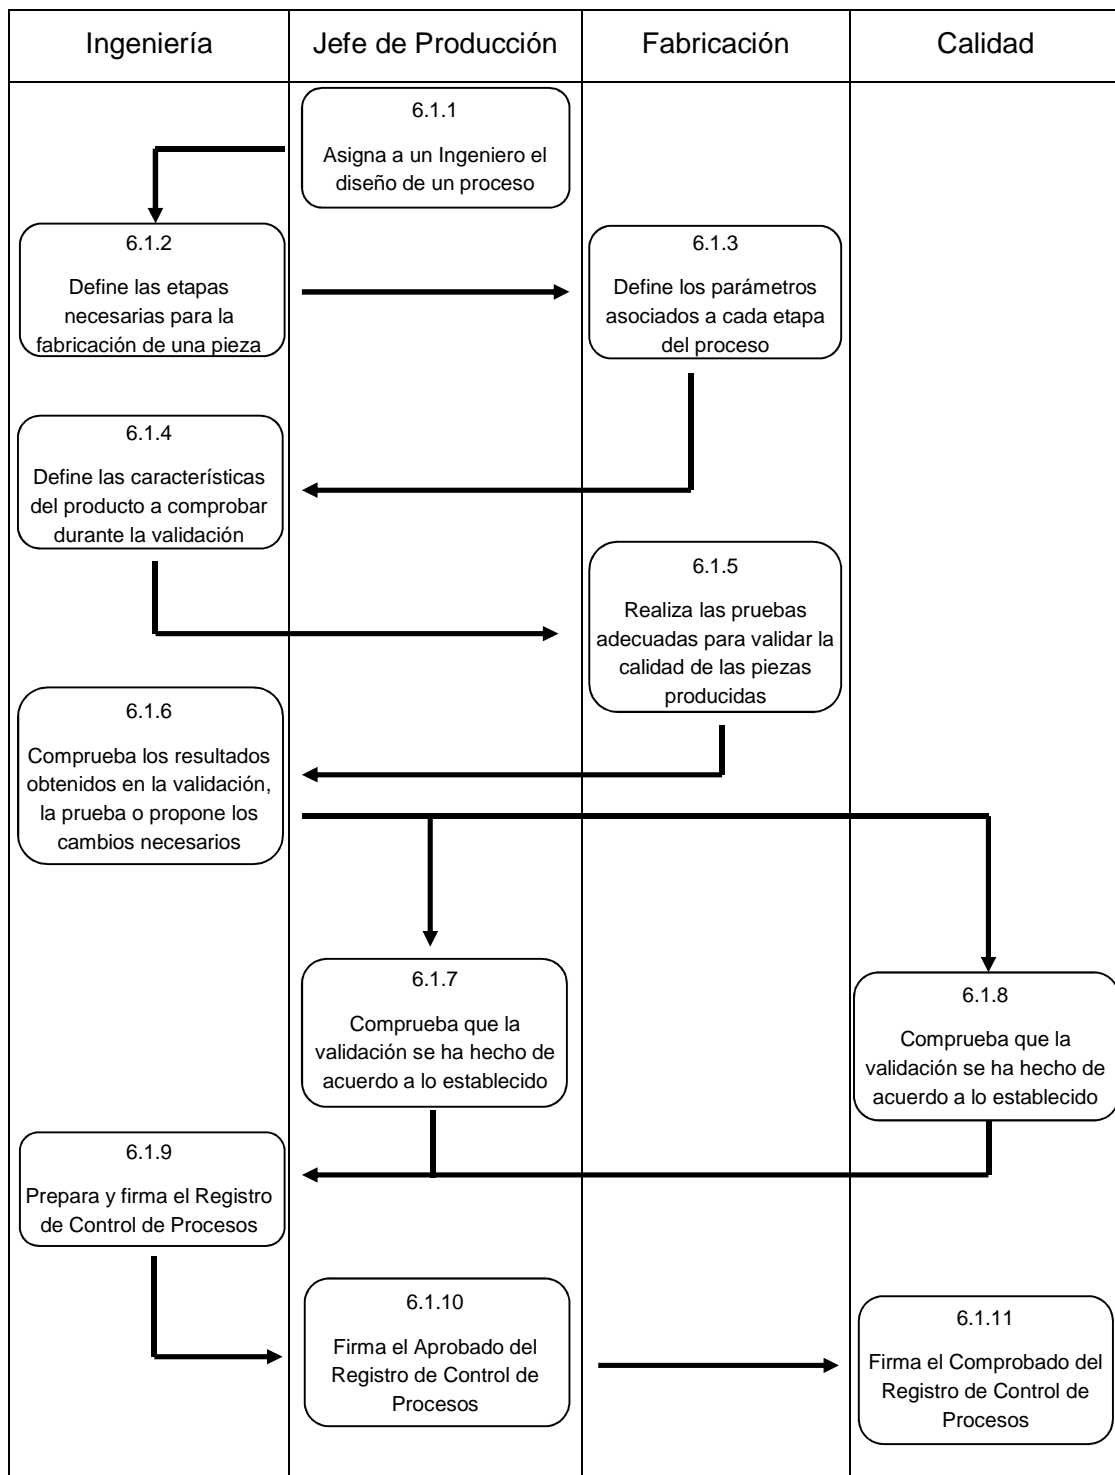 Ingeniería
Jefe de Producción
Fabricación
Calidad
6.1.1
Asigna a un Ingeniero el
diseño de un proceso
6.1.2
Define las etapas
necesarias para la
fabricación de una pieza
6.1.3
Define los parámetros
asociados a cada etapa
del proceso
6.1.4
Define las característícas
del producto a comprobar
durante la validación
6.1.5
Realiza las pruebas
adecuadas para validar la
calidad de las piezas
producidas
6.1.6
Comprueba los resultados
obtenidos en la validación,
la prueba o propone los
cambios necesarios
6.1.7
Comprueba que la
validación se ha hecho de
acuerdo a lo establecido
6.1.8
Comprueba que la
validación se ha hecho de
acuerdo a lo establecido
6.1.9
Prepara y firma el Registro
de Control de Procesos
6.1.10
Firma el Aprobado del
Registro de Control de
Procesos
6.1.11
Firma el Comprobado del
Registro de Control de
Procesos